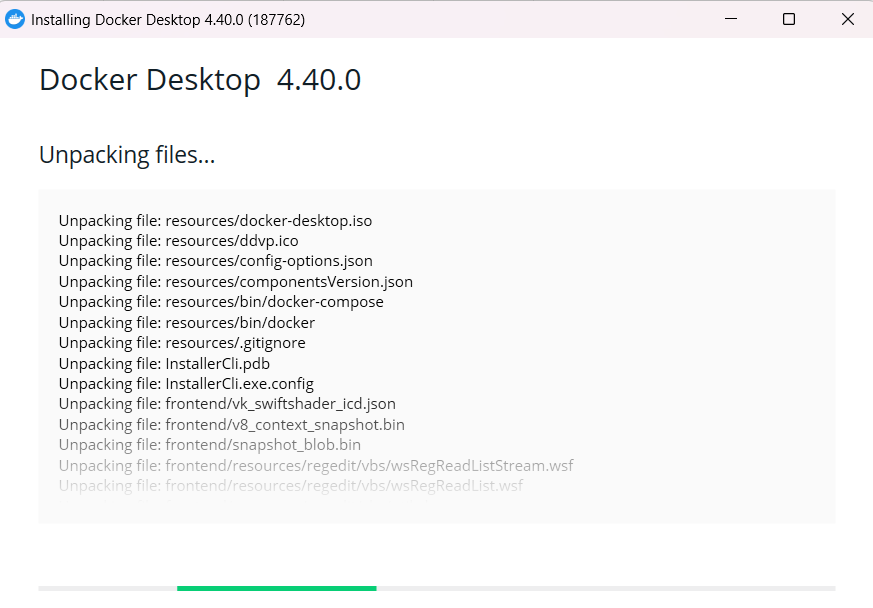 Installing Docker Desktop 4.40.0 (187762)
Docker Desktop 4.40.0
Unpacking files...
Unpacking file: resources/docker-desktop.iso
Unpacking file: resources/ddvp.ico
Unpacking file: resources/config-options.json
Unpacking file: resources/componentsVersion.json
Unpacking file: resources/bin/docker-compose
Unpacking file: resources/bin/docker
Unpacking file: resources/.gitignore
Unpacking file: InstallerCli.pdb
Unpacking file: InstallerCli.exe.config
Unpacking file: frontend/vk_swiftshader_icd.json
Unpacking file: frontend/v8_context_snapshot.bin
Unpacking file: frontend/snapshot_blob.bin
Unpacking file: frontend/resources/regedit/vbs/wsRegReadListStream.wsf
Unpacking file: frontend/resources/regedit/vbs/wsRegReadList.wsf